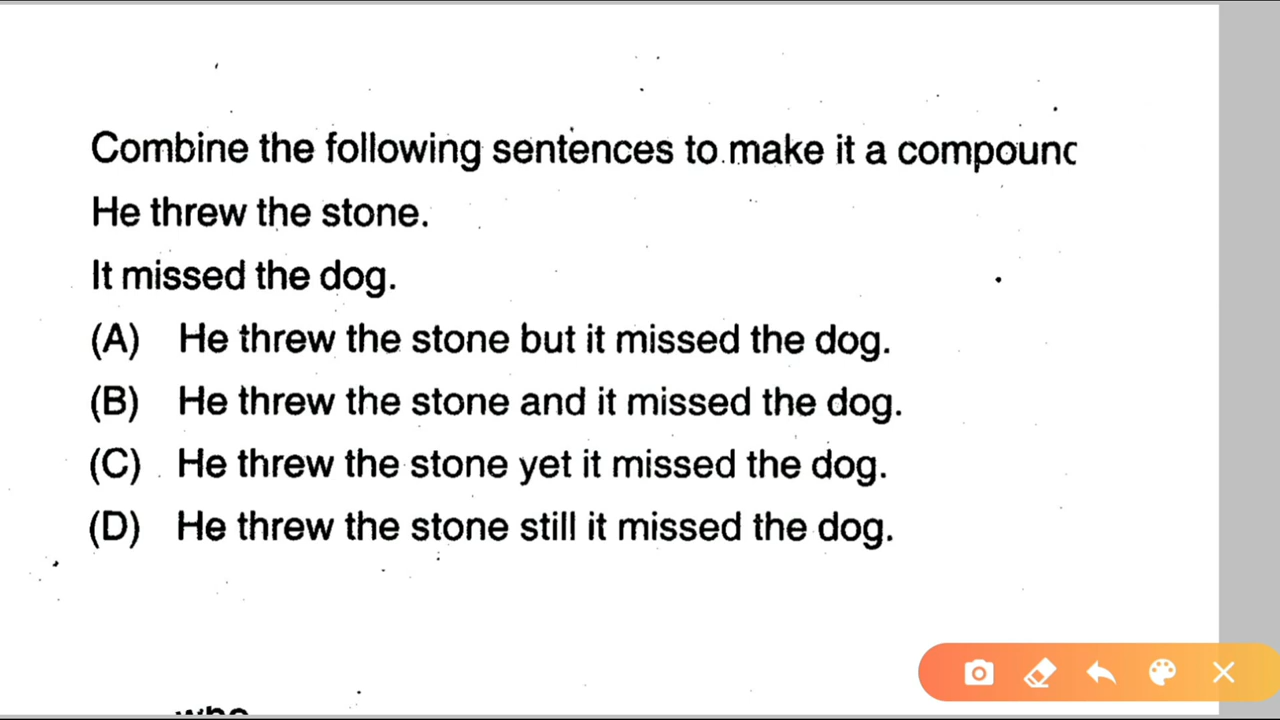 Combine the following sentences to make it a
He threw the stone.
It missed the dog.
(A) He threw the stone but it missed the dog.
(B) He threw the stone and it missed the dog.
(C) He threw the stone yet it missed the dog.
(D) He threw the stone still it missed the dog.